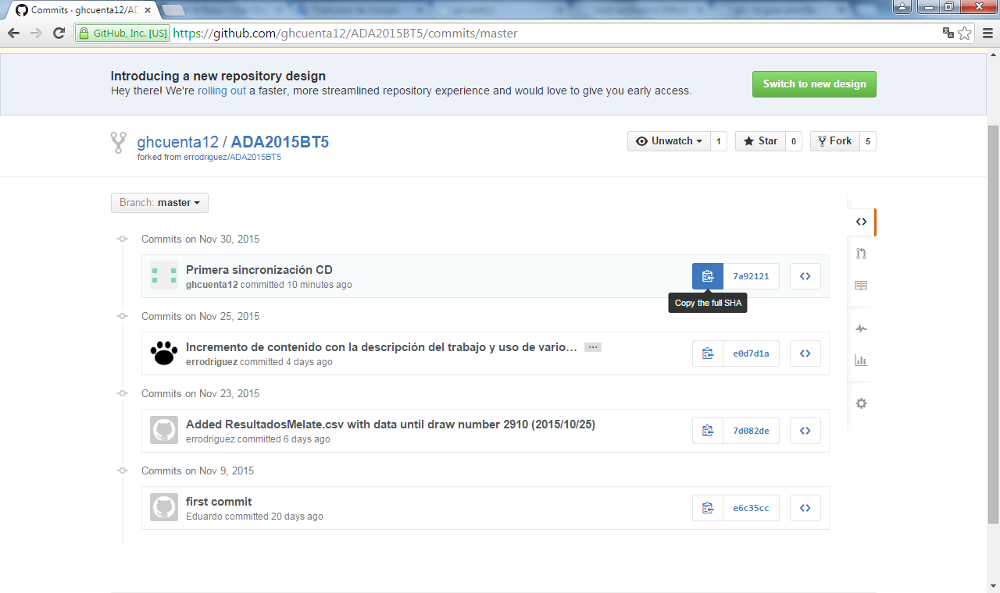 Commits · ghcuenta12/AD
GitHub, Inc. [US] https://github.com/ghcuenta12/ADA2015BT5/commits/master
Introducing a new repository design
Hey there! We're rolling out a faster, more streamlined repository experience and would love to give you early access.
Switch to new design
ghcuenta12 / ADA2015BT5
forked from errodriguez/ADA2015BT5
Unwatch 1 Star 0 Fork 5
Branch: master
Commits on Nov 30, 2015
Primera sincronización CD
ghcuenta12 committed 10 minutes ago
7a92121
Copy the full SHA
Commits on Nov 25, 2015
Incremento de contenido con la descripción del trabajo y uso de vario…
errodriguez committed 4 days ago
e0d7d1a
Commits on Nov 23, 2015
Added ResultadosMelate.csv with data until draw number 2910 (2015/10/25)
errodriguez committed 6 days ago
7d082de
Commits on Nov 9, 2015
first commit
Eduardo committed 20 days ago
e6c35cc